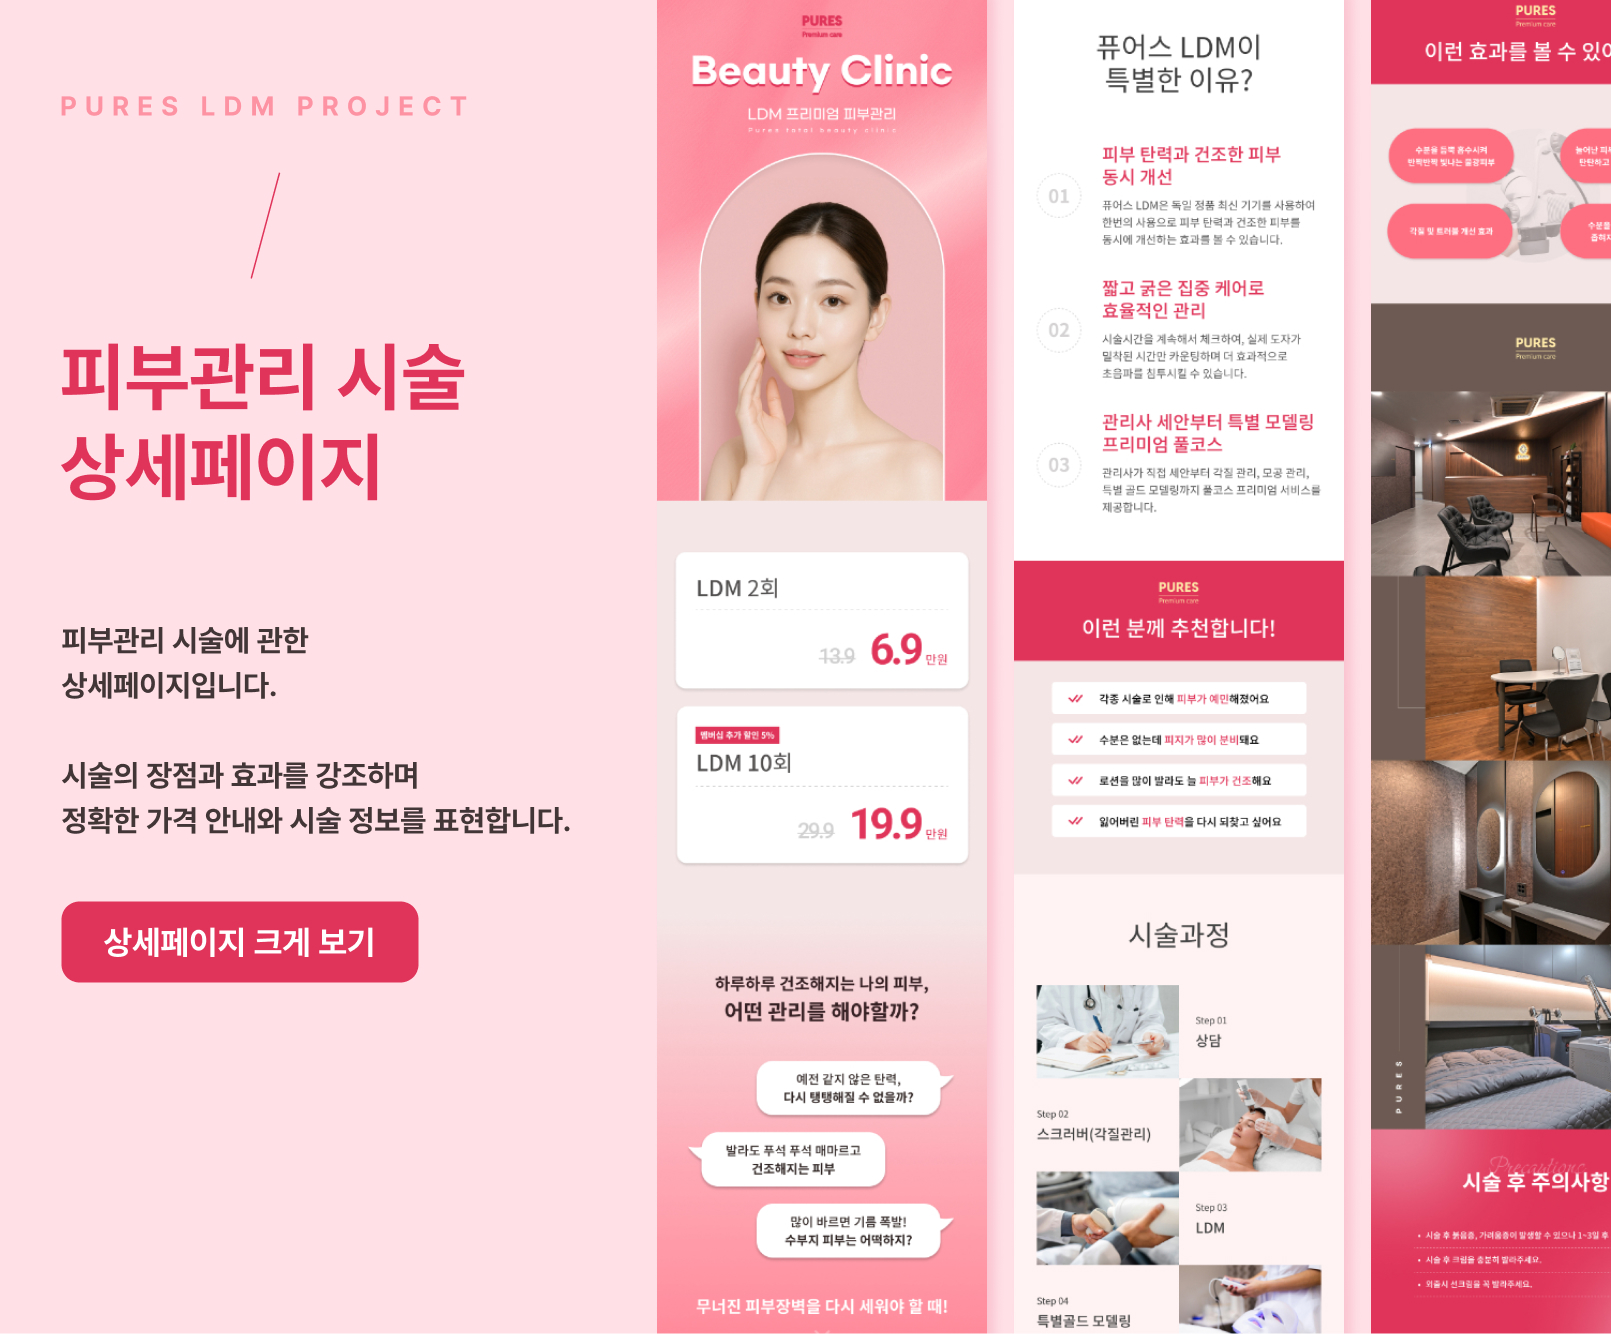 PURES LDM PROJECT
피부관리 시술
상세페이지
피부관리 시술에 관한
상세페이지입니다.
시술의 장점과 효과를 강조하며
정확한 가격 안내와 시술 정보를 표현합니다.
상세페이지 크게 보기
PURES
Premium care
Beauty Clinic
LDM 프리미엄 피부관리
Pures total beauty clinic
LDM 2회
13.9 6.9 만원
멤버십 추가 할인 5%
LDM 10회
29.9 19.9 만원
하루하루 건조해지는 나의 피부,
어떤 관리를 해야할까?
예전 같지 않은 탄력,
다시 탱탱해질 수 없을까?
발라도 푸석 푸석 메마르고
건조해지는 피부
많이 바르면 기름 폭발!
수부지 피부는 어떡하지?
무너진 피부장벽을 다시 세워야 할 때!
퓨어스 LDM이
특별한 이유?
01
피부 탄력과 건조한 피부
동시 개선
퓨어스 LDM은 독일 정품 최신 기기를 사용하여
한번의 사용으로 피부 탄력과 건조한 피부를
동시에 개선하는 효과를 볼 수 있습니다.
02
짧고 굵은 집중 케어로
효율적인 관리
시술시간을 계속해서 체크하여, 실제 도자가
밀착된 시간만 카운팅하며 더 효과적으로
초음파를 침투시킬 수 있습니다.
03
관리사 세안부터 특별 모델링
프리미엄 풀코스
관리사가 직접 세안부터 각질 관리, 모공 관리,
특별 골드 모델링까지 풀코스 프리미엄 서비스를
제공합니다.
PURES
Premium care
이런 분께 추천합니다!
각종 시술로 인해 피부가 예민해졌어요
수분은 없는데 피지가 많이 분비돼요
로션을 많이 발라도 늘 피부가 건조해요
잃어버린 피부 탄력을 다시 되찾고 싶어요
시술과정
Step 01
상담
Step 02
스크러버(각질관리)
Step 03
LDM
Step 04
특별골드 모델링
PURES
Premium care
이런 효과를 볼 수 있어
수분을 듬뿍 흡수시켜
반짝반짝 빛나는 물광피부
늘어난 피부
탄탄하고
각질 및 트러블 개선 효과
수분을
PURES
Premium care
PURES
Precautions
시술 후 주의사항
• 시술 후 붉음증, 가려움증이 발생할 수 있으나 1~3일 후
• 시술 후 크림을 충분히 발라주세요.
• 외출시 선크림을 꼭 발라주세요.